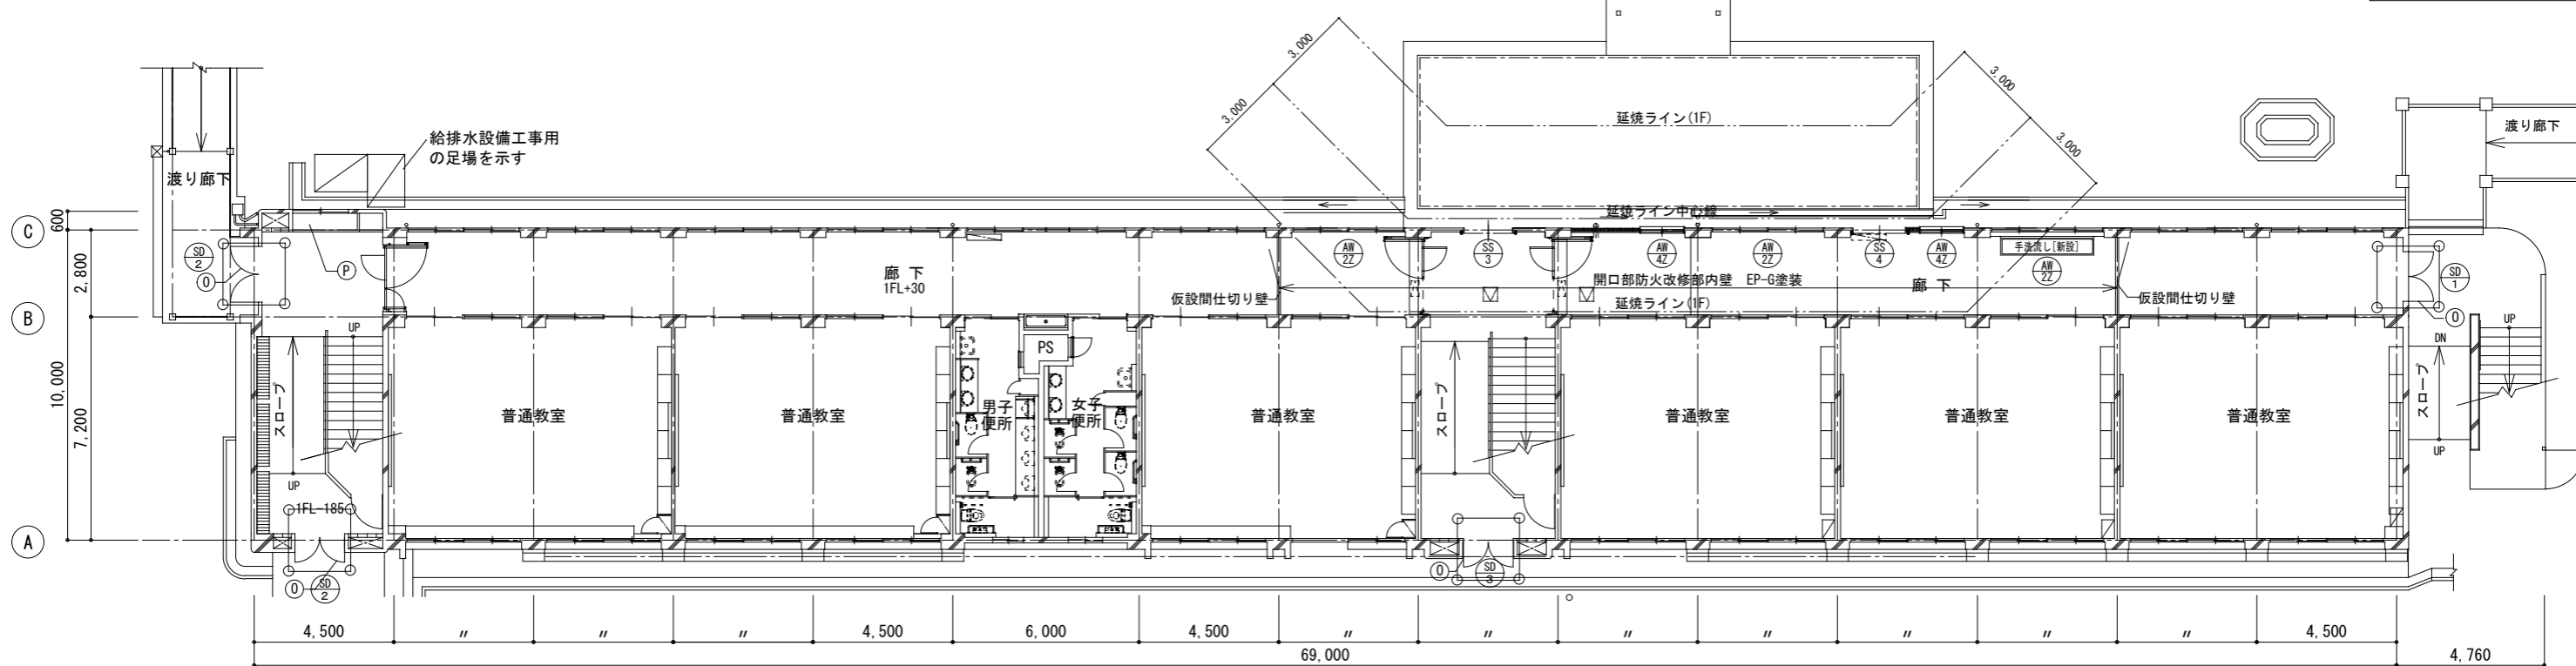 3,000
3,000
3,000
3,000
延焼ライン(1F)
給排水設備工事用
の足場を示す
渡り廊下
渡り廊下
延焼ライン中心線
C
600
SD
2
O
P
廊 下
1FL+30
AW
2Z
SS
3
AW
4Z
AW
2Z
SS
4
AW
4Z
手洗流し[新設]
AW
2Z
SD
1
O
2,800
仮設間仕切り壁
開口部防火改修部内壁 EP-G塗装
廊 下
仮設間仕切り壁
延焼ライン(1F)
B
UP
PS
UP
DN
10,000
7,200
スロープ
普通教室
普通教室
男子
便所
女子
便所
普通教室
スロープ
普通教室
普通教室
普通教室
スロープ
UP
UP
1FL-185
A
O
SD
2
O
SD
3
4,500
〃
〃
〃
4,500
6,000
4,500
〃
〃
〃
〃
〃
〃
〃
4,500
69,000
4,760